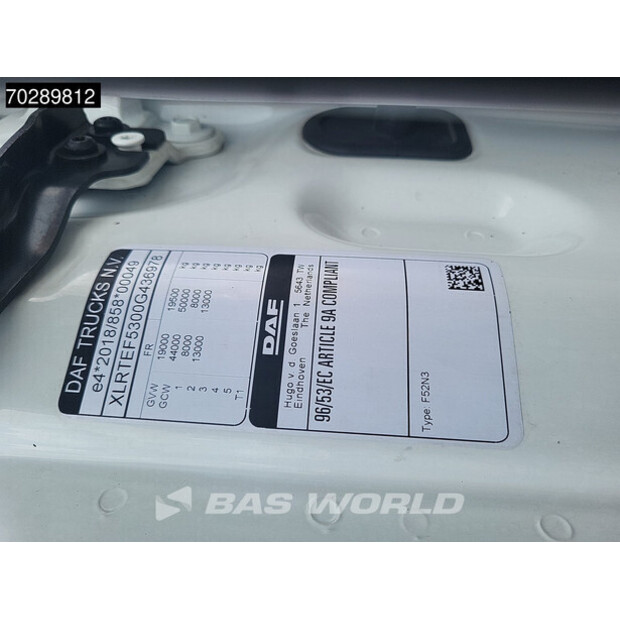 70289812
DAF TRUCKS N.V.
e4*2018/858*00049
XLRTEF5300G436978
FR
GVW 19000 19500 kg
GCW 44000 50000 kg
1 8000 8000 kg
2 13000 13000 kg
3 kg
4 kg
5 kg
T1 kg
DAF
Hugo v d Goeslaan 1 5643 TW
Eindhoven The Netherlands
96/53/EC ARTICLE 9A COMPLIANT
Type: F52N3
BAS WORLD